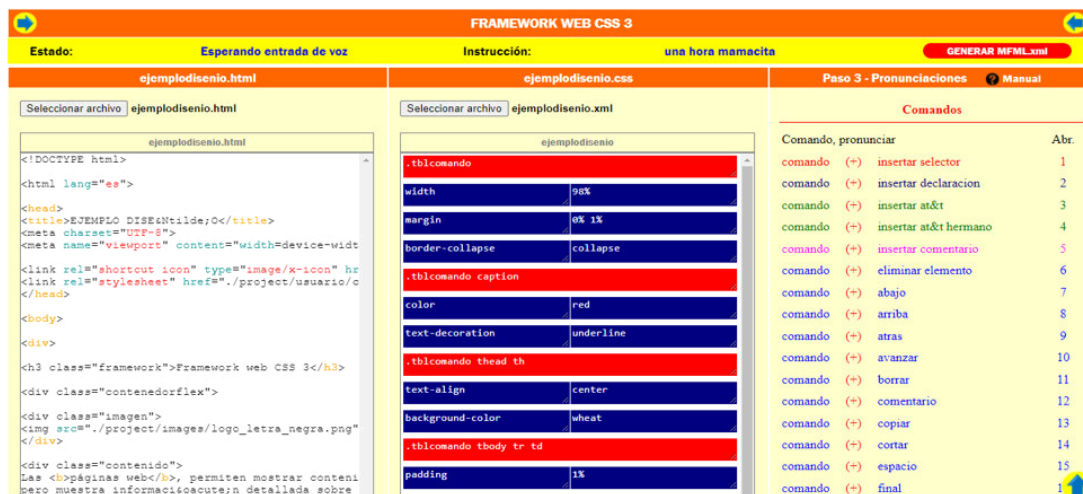 FRAMEWORK WEB CSS 3
Estado: Esperando entrada de voz Instrucción: una hora mamacita GENERAR MFML.xml
ejemplodisenio.html
Seleccionar archivo ejemplodisenio.html
ejemplodisenio.html
<!DOCTYPE html>
<html lang="es">
<head>
<title>EJEMPLO DISE&Ntilde;O</title>
<meta charset="UTF-8">
<meta name="viewport" content="width=device-widt
<link rel="shortcut icon" type="image/x-icon" hr
<link rel="stylesheet" href="./project/usuario/c
</head>
<body>
<div>
<h3 class="framework">Framework web CSS 3</h3>
<div class="contenedorflex">
<div class="imagen">
<img src="./project/images/logo_letra_negra.png"
</div>
<div class="contenido">
Las <b>páginas web</b>, permiten mostrar conteni
pero muestra informaci&oacute;n detallada sobre
ejemplodisenio.css
Seleccionar archivo ejemplodisenio.xml
ejemplodisenio
.tblcomando
width 98%
margin 0% 1%
border-collapse collapse
.tblcomando caption
color red
text-decoration underline
.tblcomando thead th
text-align center
background-color wheat
.tblcomando tbody tr td
padding 1%
Paso 3 - Pronunciaciones ? Manual
Comandos
Comando, pronunciar Abr.
comando (+) insertar selector 1
comando (+) insertar declaracion 2
comando (+) insertar at&t 3
comando (+) insertar at&t hermano 4
comando (+) insertar comentario 5
comando (+) eliminar elemento 6
comando (+) abajo 7
comando (+) arriba 8
comando (+) atras 9
comando (+) avanzar 10
comando (+) borrar 11
comando (+) comentario 12
comando (+) copiar 13
comando (+) cortar 14
comando (+) espacio 15
comando (+) final